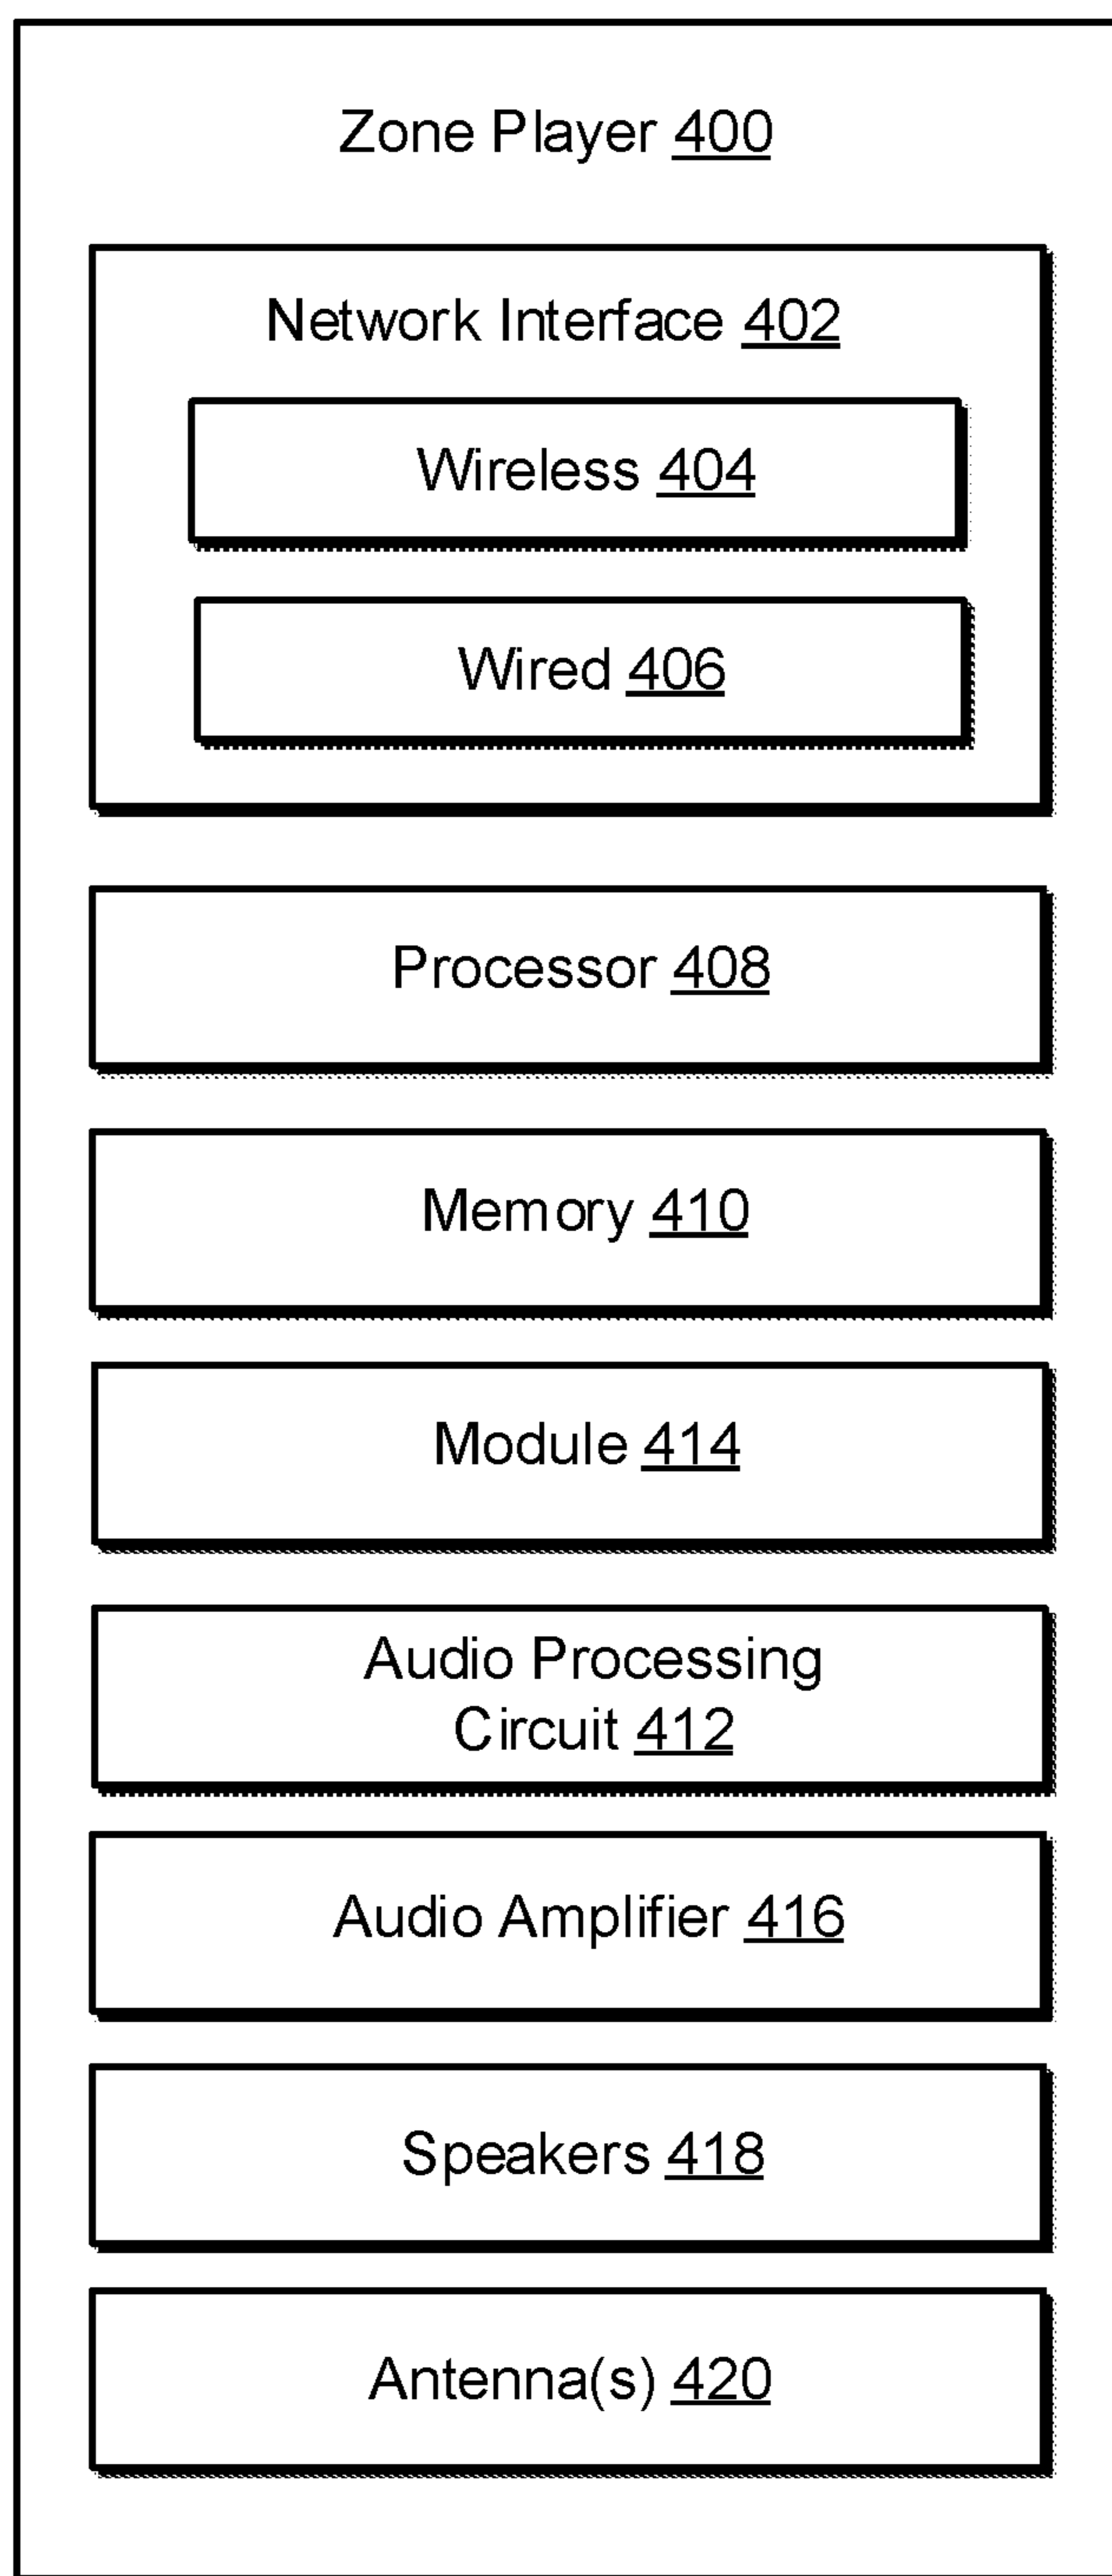 Zone Player 400
Network Interface 402
Wireless 404
Wired 406
Processor 408
Memory 410
Module 414
Audio Processing
Circuit 412
Audio Amplifier 416
Speakers 418
Antenna(s) 420